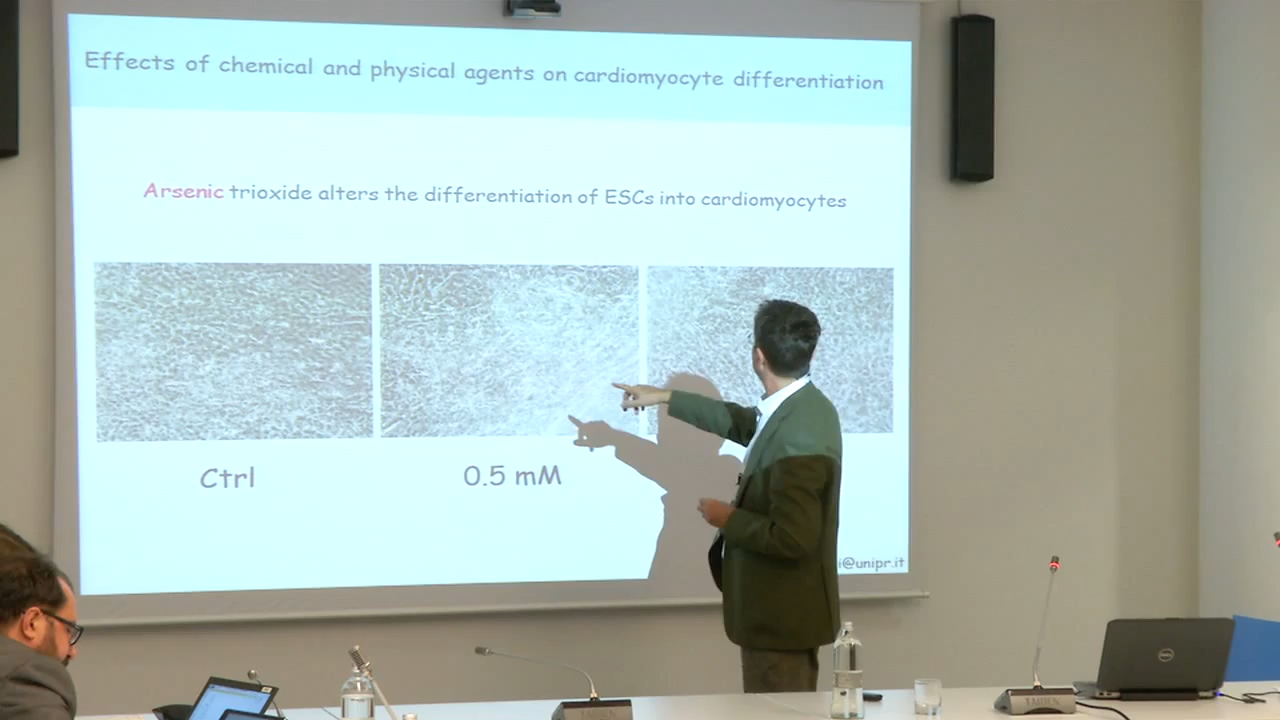 Effects of chemical and physical agents on cardiomyocyte differentiation
Arsenic trioxide alters the differentiation of ESCs into cardiomyocytes
Ctrl
0.5 mM
i@unipr.it
DELL